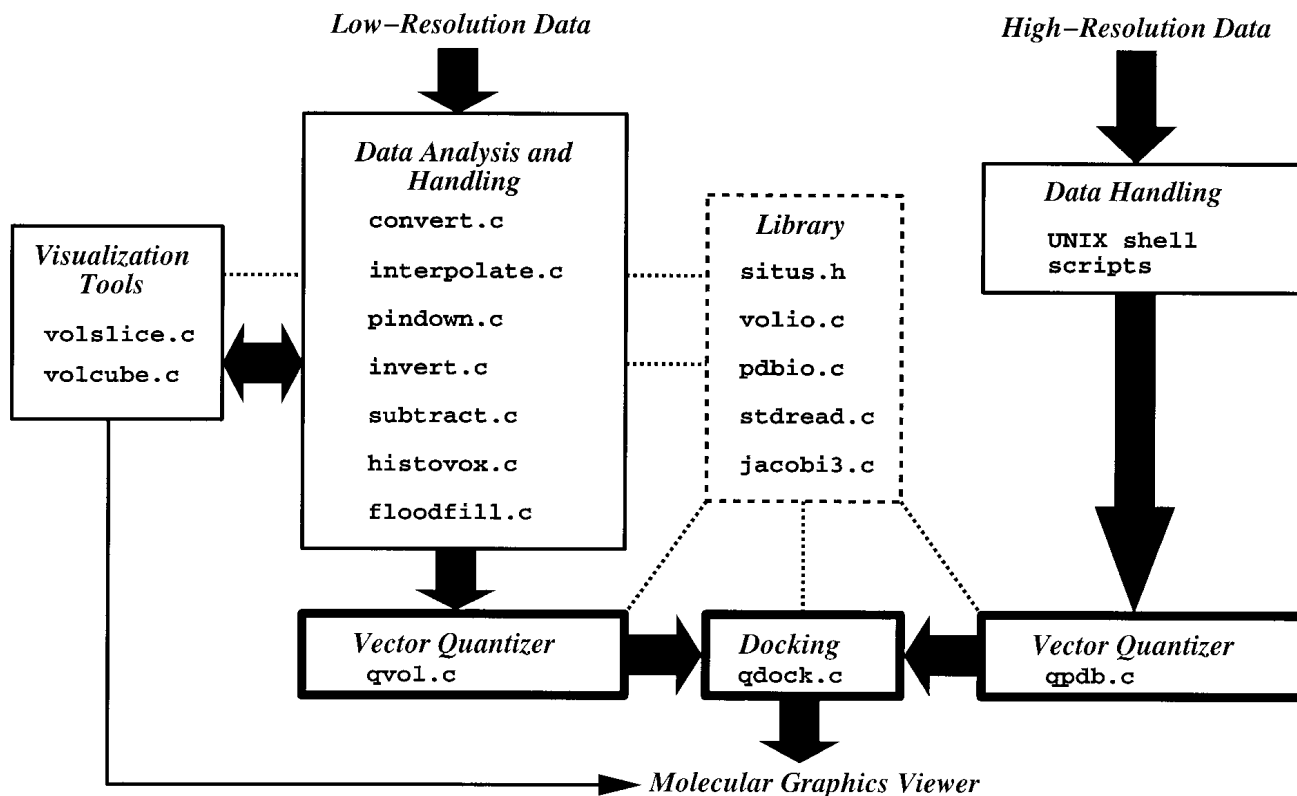 Low–Resolution Data
High–Resolution Data
Data Analysis and
Handling
convert.c
interpolate.c
pindown.c
invert.c
subtract.c
histovox.c
floodfill.c
Visualization
Tools
volslice.c
volcube.c
Library
situs.h
volio.c
pdbio.c
stdread.c
jacobi3.c
Data Handling
UNIX shell
scripts
Vector Quantizer
qvol.c
Docking
qdock.c
Vector Quantizer
qpdb.c
Molecular Graphics Viewer